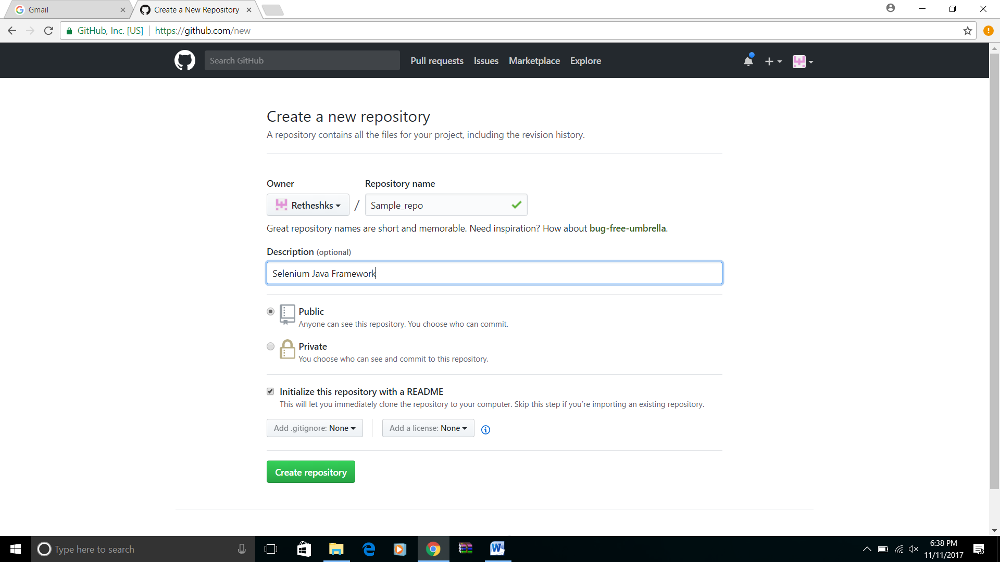 Gmail
Create a New Repository
GitHub, Inc. [US] https://github.com/new
Search GitHub Pull requests Issues Marketplace Explore
Create a new repository
A repository contains all the files for your project, including the revision history.
Owner Repository name
Retheshks / Sample_repo
Great repository names are short and memorable. Need inspiration? How about bug-free-umbrella.
Description (optional)
Selenium Java Framework
Public
Anyone can see this repository. You choose who can commit.
Private
You choose who can see and commit to this repository.
Initialize this repository with a README
This will let you immediately clone the repository to your computer. Skip this step if you're importing an existing repository.
Add .gitignore: None Add a license: None
Create repository
Type here to search
6:38 PM
11/11/2017